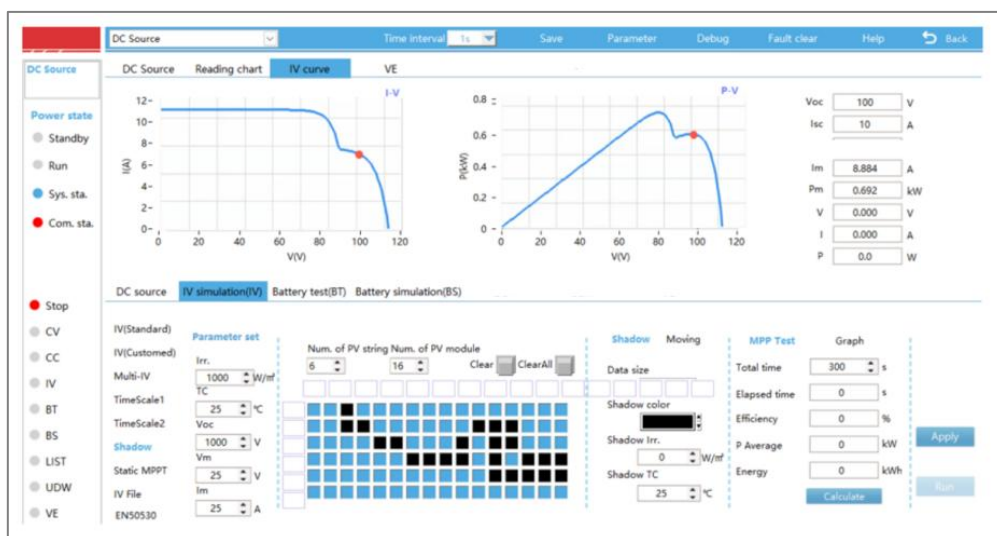 DC Source Time interval 1s Save Parameter Debug Fault clear Help Back
DC Source
Power state
Standby
Run
Sys. sta.
Com. sta.
Stop
CV
CC
IV
BT
BS
LIST
UDW
VE
DC Source Reading chart IV curve VE
I-V
I(A)
12-
10-
8-
6-
4-
2-
0-
0 20 40 60 80 100 120
V(V)
P-V
P(kW)
0.8
0.6
0.4
0.2
0
0 20 40 60 80 100 120
V(V)
Voc 100 V
Isc 10 A
Im 8.884 A
Pm 0.692 kW
V 0.000 V
I 0.000 A
P 0.0 W
DC source IV simulation(IV) Battery test(BT) Battery simulation(BS)
IV(Standard)
IV(Customed)
Multi-IV
TimeScale1
TimeScale2
Shadow
Static MPPT
IV File
EN50530
Parameter set
Irr.
1000 W/㎡
TC
25 ℃
Voc
1000 V
Vm
25 V
Im
25 A
Num. of PV string Num. of PV module
6 16 Clear ClearAll
Shadow Moving
Data size
Shadow color
Shadow Irr.
0 W/㎡
Shadow TC
25 ℃
MPP Test Graph
Total time 300 s
Elapsed time 0 s
Efficiency 0 %
P Average 0 kW
Energy 0 kWh
Calculate
Apply
Run